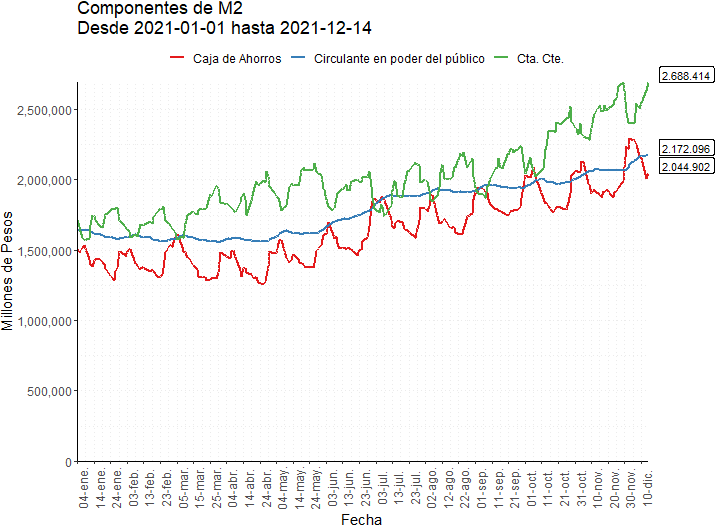 Componentes de M2
Desde 2021-01-01 hasta 2021-12-14
Caja de Ahorros Circulante en poder del público Cta. Cte.
2.688.414
2.172.096
2.044.902
2,500,000
2,000,000
1,500,000
1,000,000
500,000
0
Millones de Pesos
04-ene.
14-ene.
24-ene.
03-feb.
13-feb.
23-feb.
05-mar.
15-mar.
25-mar.
04-abr.
14-abr.
24-abr.
04-may.
14-may.
24-may.
03-jun.
13-jun.
23-jun.
03-jul.
13-jul.
23-jul.
02-ago.
12-ago.
22-ago.
01-sep.
11-sep.
21-sep.
01-oct.
11-oct.
21-oct.
31-oct.
10-nov.
20-nov.
30-nov.
10-dic.
Fecha